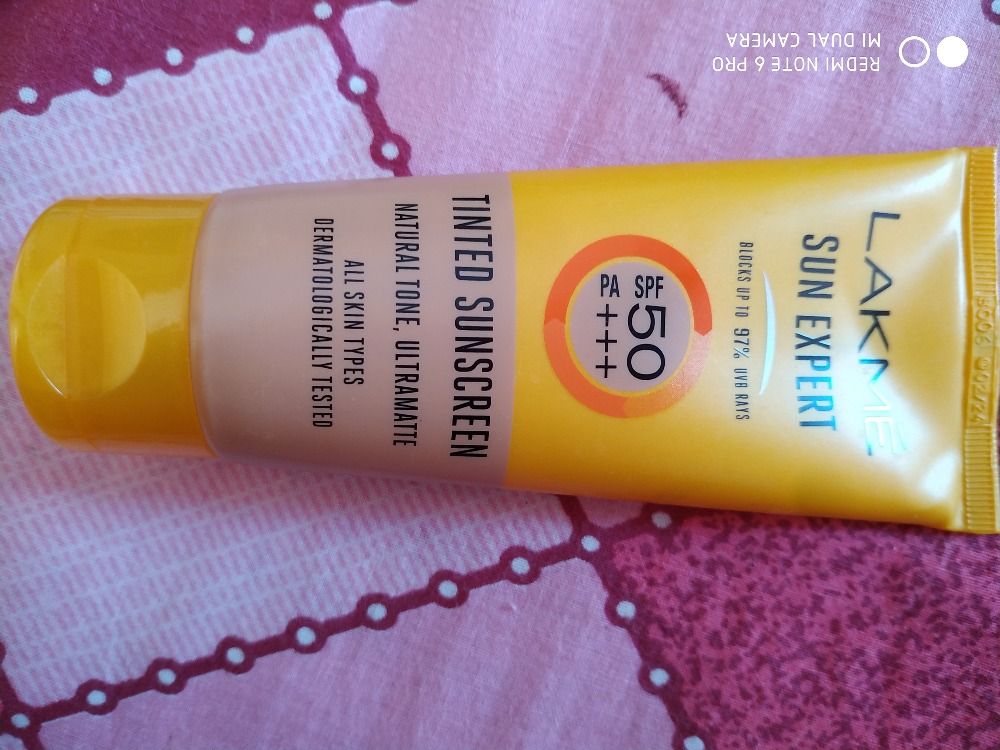 LAKMÉ
SUN EXPERT
BLOCKS UP TO 97% UVB RAYS
SPF 50
PA +++
TINTED SUNSCREEN
NATURAL TONE, ULTRAMATTE
ALL SKIN TYPES
DERMATOLOGICALLY TESTED
REDMI NOTE 6 PRO
MI DUAL CAMERA